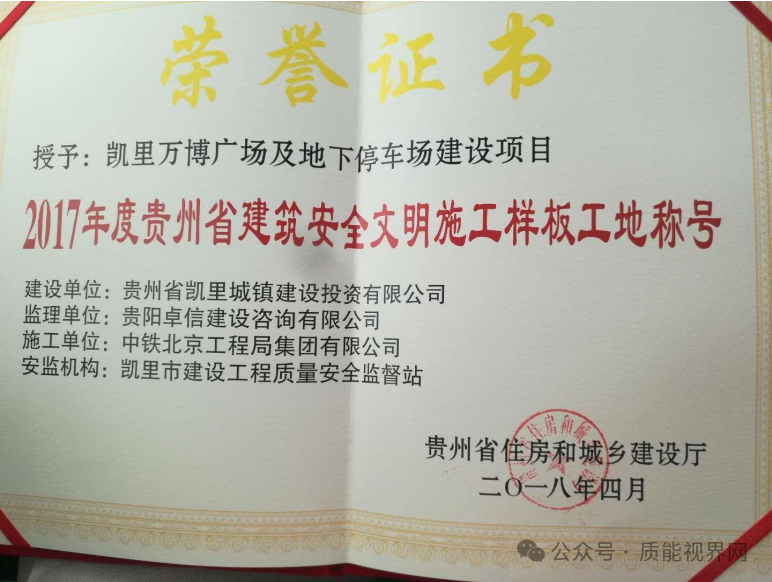 荣誉证书
授予：凯里万博广场及地下停车场建设项目
2017年度贵州省建筑安全文明施工样板工地称号
建设单位：贵州省凯里城镇建设投资有限公司
监理单位：贵阳卓信建设咨询有限公司
施工单位：中铁北京工程局集团有限公司
安监机构：凯里市建设工程质量安全监督站
贵州省住房和城乡建设厅
二〇一八年四月
公众号·质能视界网